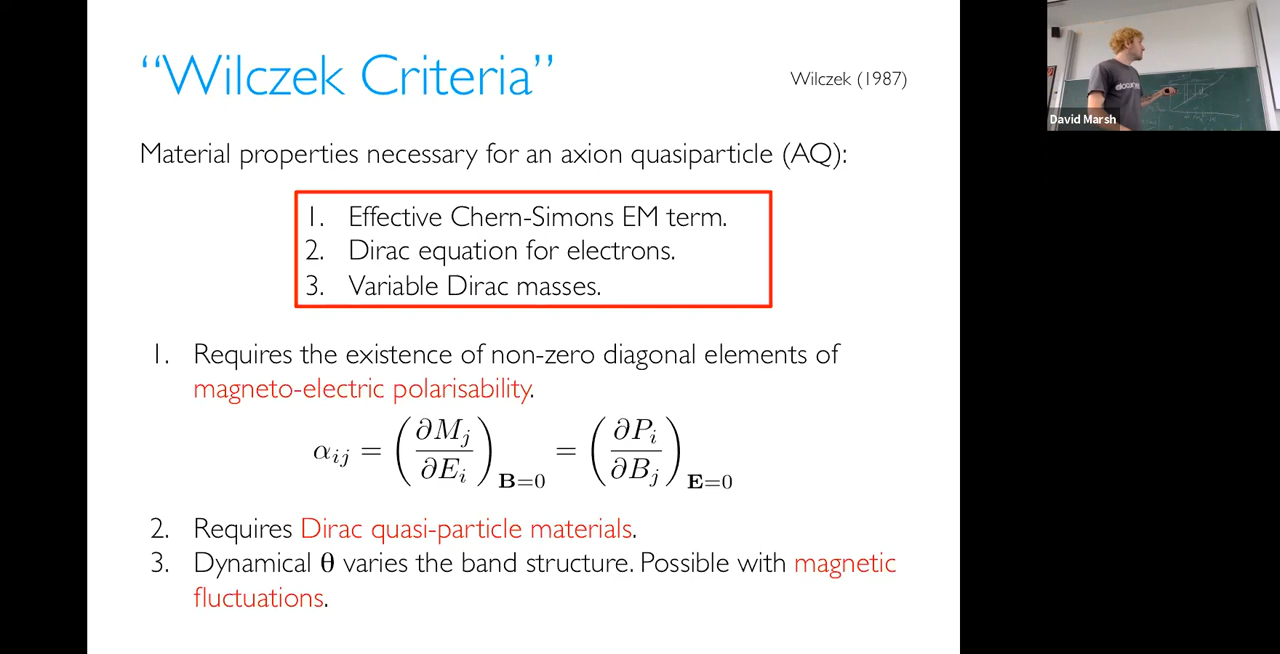 “Wilczek Criteria”
Wilczek (1987)
David Marsh
Material properties necessary for an axion quasiparticle (AQ):
1. Effective Chern-Simons EM term.
2. Dirac equation for electrons.
3. Variable Dirac masses.
1. Requires the existence of non-zero diagonal elements of
magneto-electric polarisability.
α_{ij} = (∂M_j/∂E_i)_{B=0} = (∂P_i/∂B_j)_{E=0}
2. Requires Dirac quasi-particle materials.
3. Dynamical θ varies the band structure. Possible with magnetic
fluctuations.